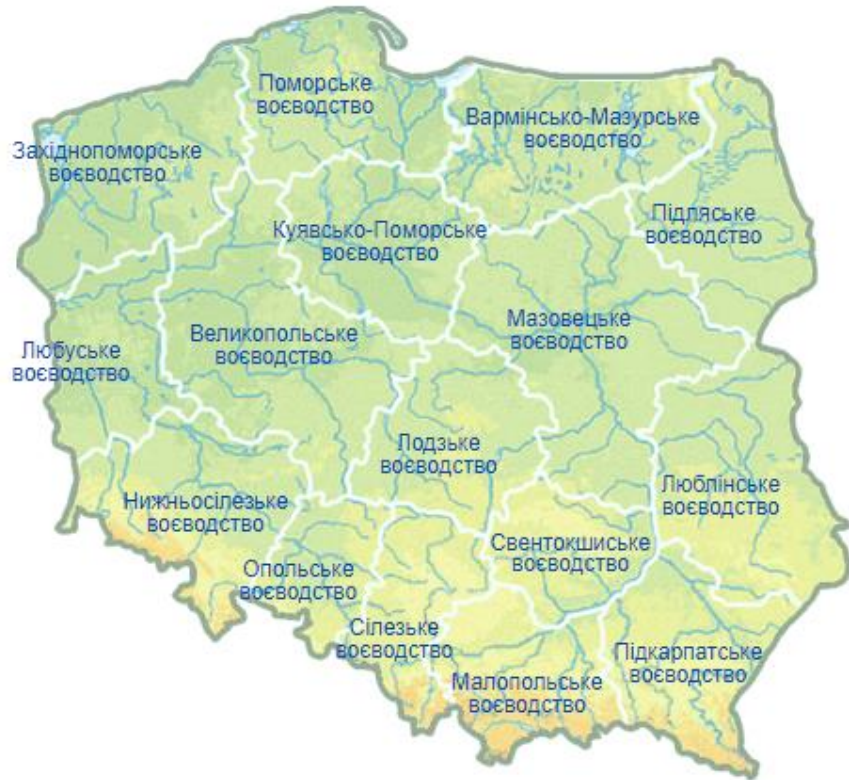 Поморське
воєводство
Вармінсько-Мазурське
воєводство
Західнопоморське
воєводство
Підляське
воєводство
Куявсько-Поморське
воєводство
Мазовецьке
воєводство
Великопольське
воєводство
Любуське
воєводство
Лодзьке
воєводство
Люблінське
воєводство
Нижньосілезьке
воєводство
Свентокшиське
воєводство
Опольське
воєводство
Сілезьке
воєводство
Підкарпатське
воєводство
Малопольське
воєводство